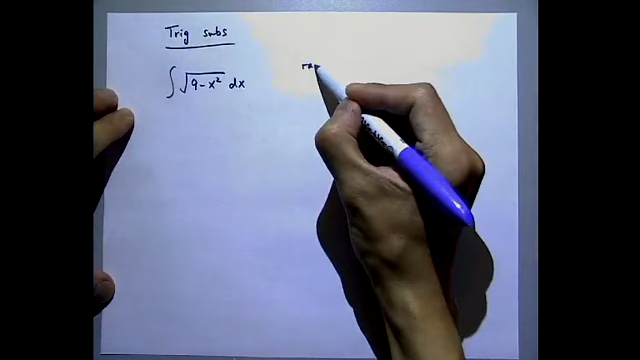 Trig subs
∫ √9-x² dx